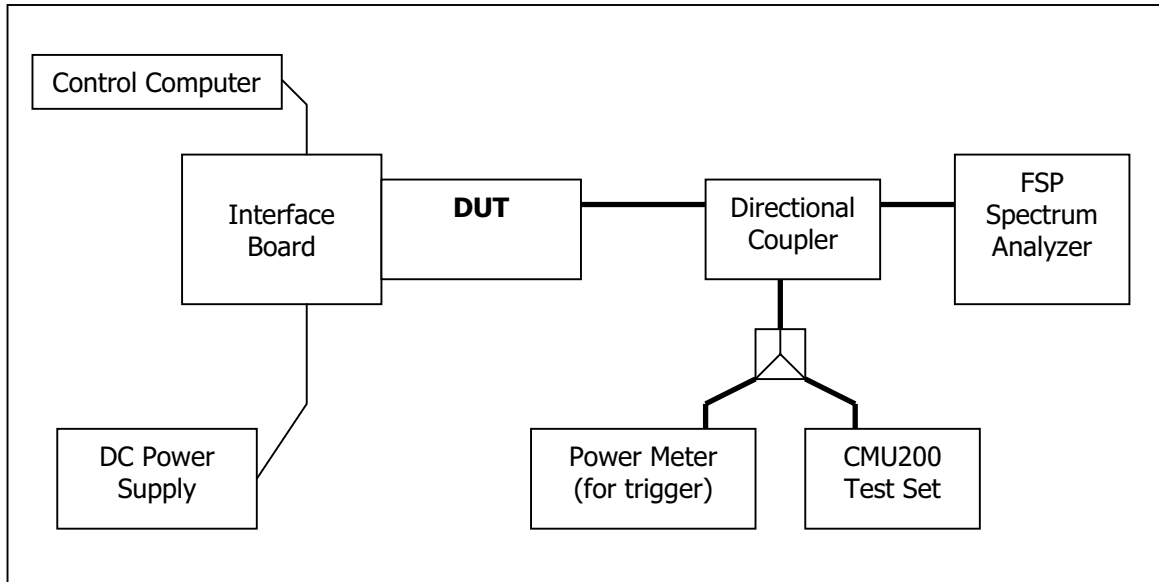 Control Computer
Interface
Board
DUT
Directional
Coupler
FSP
Spectrum
Analyzer
DC Power
Supply
Power Meter
(for trigger)
CMU200
Test Set